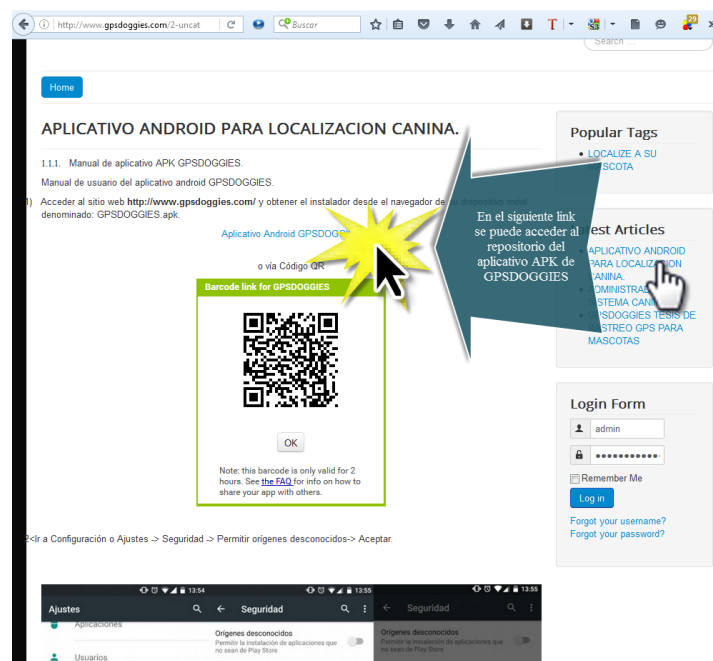 http://www.gpsdoggies.com/2-uncat
Buscar
29
Search ...
Home
APLICATIVO ANDROID PARA LOCALIZACION CANINA.
1.1.1. Manual de aplicativo APK GPSDOGGIES.
Manual de usuario del aplicativo android GPSDOGGIES.
1) Acceder al sitio web http://www.gpsdoggies.com/ y obtener el instalador desde el navegador de su dispositivo móvil
denominado: GPSDOGGIES.apk.
Aplicativo Android GPSDOGG
o vía Código QR
Barcode link for GPSDOGGIES
OK
Note: this barcode is only valid for 2
hours. See the FAQ for info on how to
share your app with others.
En el siguiente link
se puede acceder al
repositorio del
aplicativo APK de
GPSDOGGIES
2<Ir a Configuración o Ajustes -> Seguridad -> Permitir orígenes desconocidos-> Aceptar.
Popular Tags
LOCALIZE A SU
MASCOTA
Latest Articles
APLICATIVO ANDROID
PARA LOCALIZACION
CANINA.
ADMINISTRA
SISTEMA CANI
GPSDOGGIES TESIS DE
RASTREO GPS PARA
MASCOTAS
Login Form
admin
Remember Me
Log in
Forgot your username?
Forgot your password?
13:54
Ajustes
Aplicaciones
Usuarios
13:55
Seguridad
Orígenes desconocidos
Permitir la instalación de aplicaciones que
no sean de Play Store
13:55
Seguridad
Orígenes desconocidos
Permitir la instalación de aplicaciones que
no sean de Play Store